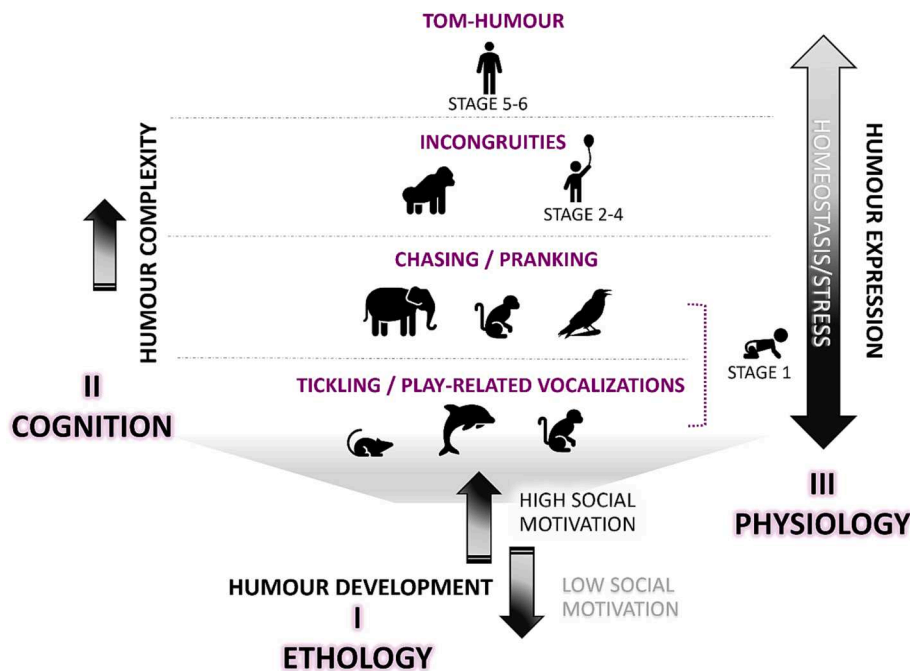 TOM-HUMOUR
STAGE 5-6
INCONGRUITIES
STAGE 2-4
CHASING / PRANKING
STAGE 1
TICKLING / PLAY-RELATED VOCALIZATIONS
HUMOUR COMPLEXITY
II
COGNITION
HOMEOSTASIS/STRESS
HUMOUR EXPRESSION
III
PHYSIOLOGY
HIGH SOCIAL
MOTIVATION
HUMOUR DEVELOPMENT
LOW SOCIAL
MOTIVATION
I
ETHOLOGY